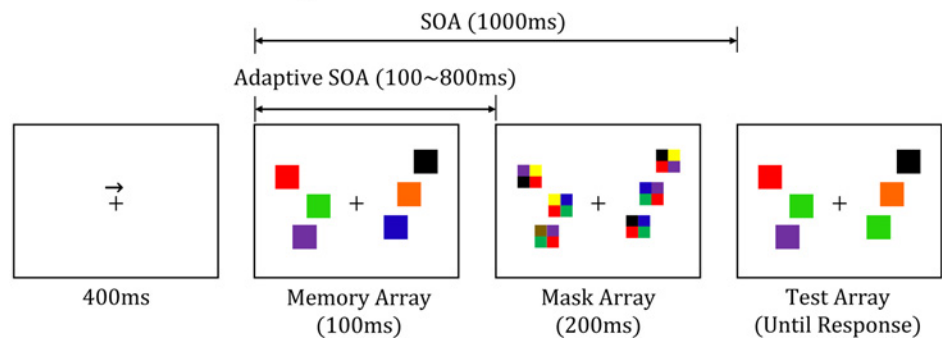 SOA (1000ms)
Adaptive SOA (100~800ms)
400ms
Memory Array
(100ms)
Mask Array
(200ms)
Test Array
(Until Response)